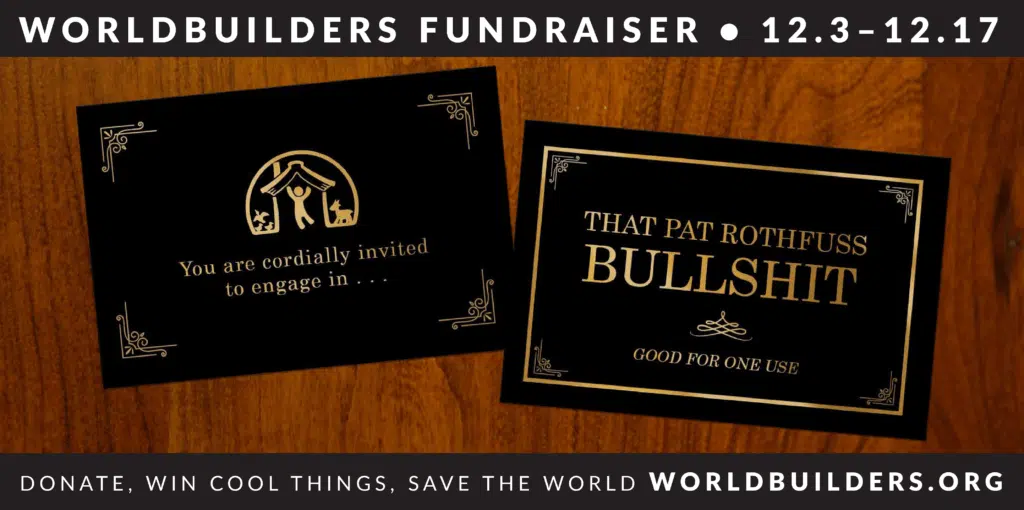 WORLDBUILDERS FUNDRAISER • 12.3–12.17
You are cordially invited
to engage in . . .
THAT PAT ROTHFUSS
BULLSHIT
GOOD FOR ONE USE
DONATE, WIN COOL THINGS, SAVE THE WORLD WORLDBUILDERS.ORG